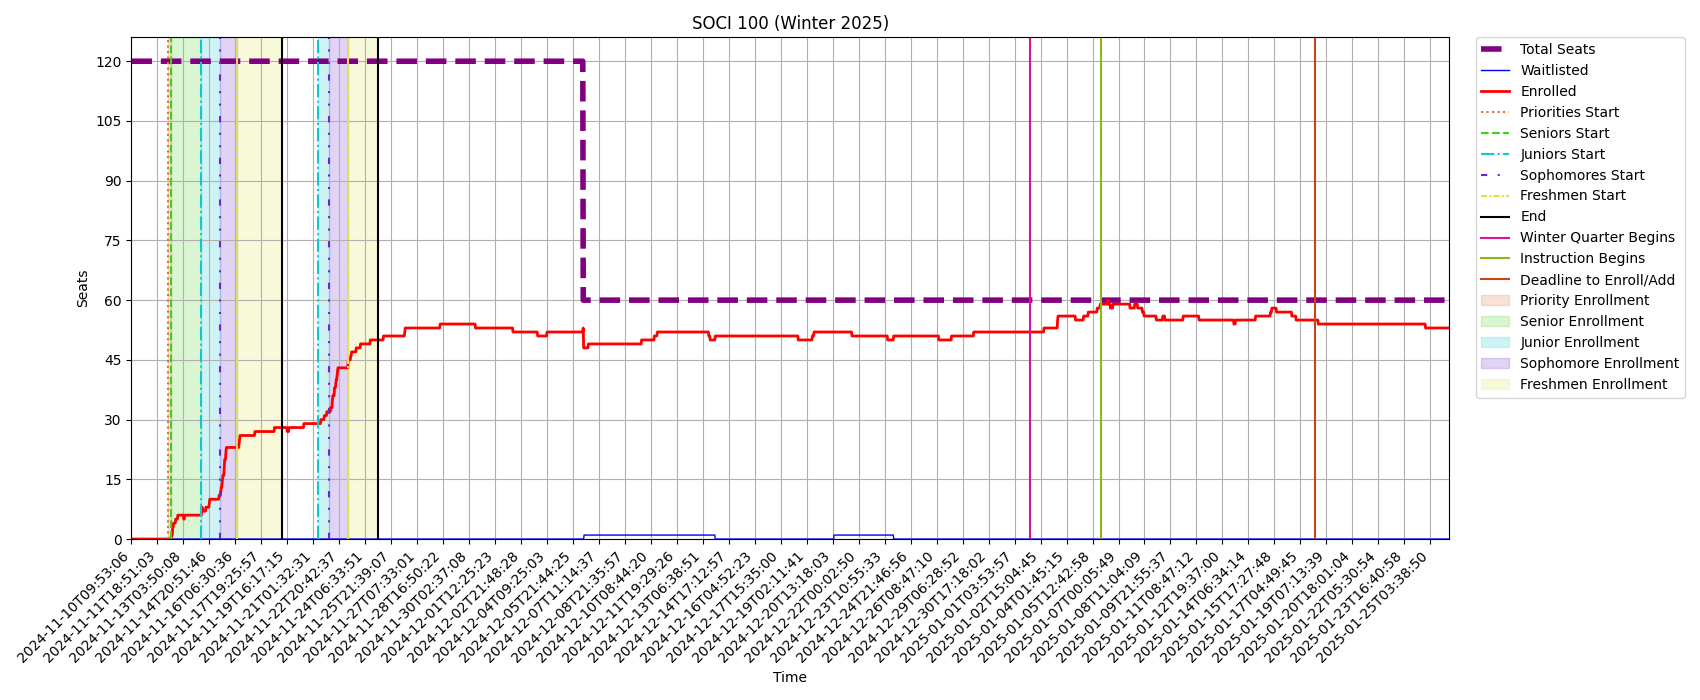 SOCI 100 (Winter 2025)
Seats
120
105
90
75
60
45
30
15
0
2024-11-10T09:53:06
2024-11-11T18:51:03
2024-11-13T03:50:08
2024-11-14T20:51:46
2024-11-16T06:30:36
2024-11-17T19:25:57
2024-11-19T16:17:15
2024-11-21T01:32:31
2024-11-22T20:42:37
2024-11-24T06:33:51
2024-11-25T21:39:07
2024-11-27T07:33:01
2024-11-28T16:50:22
2024-11-30T02:37:08
2024-12-01T12:25:23
2024-12-02T21:48:28
2024-12-04T09:25:03
2024-12-05T21:44:25
2024-12-07T11:14:37
2024-12-08T21:35:57
2024-12-10T08:44:20
2024-12-11T19:29:26
2024-12-13T06:38:51
2024-12-14T17:12:57
2024-12-16T04:52:23
2024-12-17T15:35:00
2024-12-19T02:11:41
2024-12-20T13:18:03
2024-12-22T00:02:50
2024-12-23T10:55:33
2024-12-24T21:46:56
2024-12-26T08:47:10
2024-12-29T06:28:52
2024-12-30T17:18:02
2025-01-01T03:53:57
2025-01-02T15:04:45
2025-01-04T01:45:15
2025-01-05T12:42:58
2025-01-07T00:05:49
2025-01-08T11:04:09
2025-01-09T21:55:37
2025-01-11T08:47:12
2025-01-12T19:37:00
2025-01-14T06:34:14
2025-01-15T17:27:48
2025-01-17T04:49:45
2025-01-19T07:13:39
2025-01-20T18:01:04
2025-01-22T05:30:54
2025-01-23T16:40:58
2025-01-25T03:38:50
Time
Total Seats
Waitlisted
Enrolled
Priorities Start
Seniors Start
Juniors Start
Sophomores Start
Freshmen Start
End
Winter Quarter Begins
Instruction Begins
Deadline to Enroll/Add
Priority Enrollment
Senior Enrollment
Junior Enrollment
Sophomore Enrollment
Freshmen Enrollment